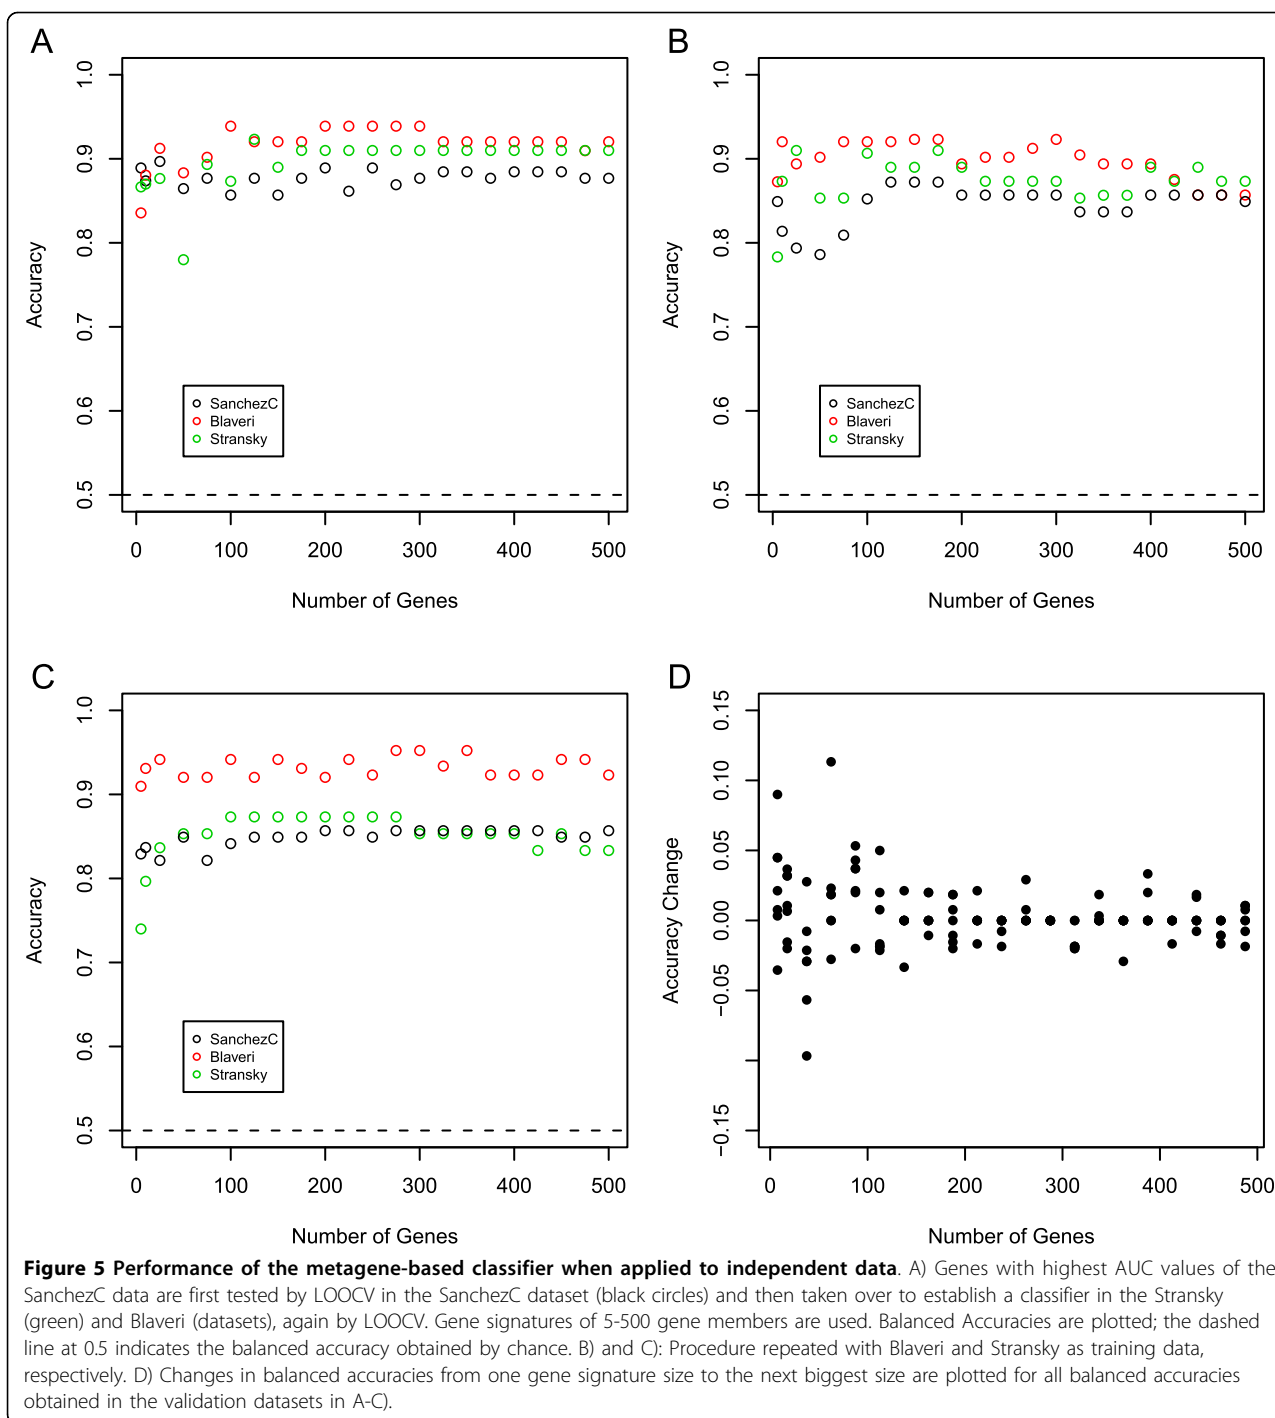 A
1.0
0.9
0.8
0.7
0.6
0.5
Accuracy
SanchezC
Blaveri
Stransky
0 100 200 300 400 500
Number of Genes
B
1.0
0.9
0.8
0.7
0.6
0.5
Accuracy
SanchezC
Blaveri
Stransky
0 100 200 300 400 500
Number of Genes
C
1.0
0.9
0.8
0.7
0.6
0.5
Accuracy
SanchezC
Blaveri
Stransky
0 100 200 300 400 500
Number of Genes
D
0.15
0.10
0.05
0.00
−0.05
−0.15
Accuracy Change
0 100 200 300 400 500
Number of Genes
Figure 5 Performance of the metagene-based classifier when applied to independent data. A) Genes with highest AUC values of the
SanchezC data are first tested by LOOCV in the SanchezC dataset (black circles) and then taken over to establish a classifier in the Stransky
(green) and Blaveri (datasets), again by LOOCV. Gene signatures of 5-500 gene members are used. Balanced Accuracies are plotted; the dashed
line at 0.5 indicates the balanced accuracy obtained by chance. B) and C): Procedure repeated with Blaveri and Stransky as training data,
respectively. D) Changes in balanced accuracies from one gene signature size to the next biggest size are plotted for all balanced accuracies
obtained in the validation datasets in A-C).